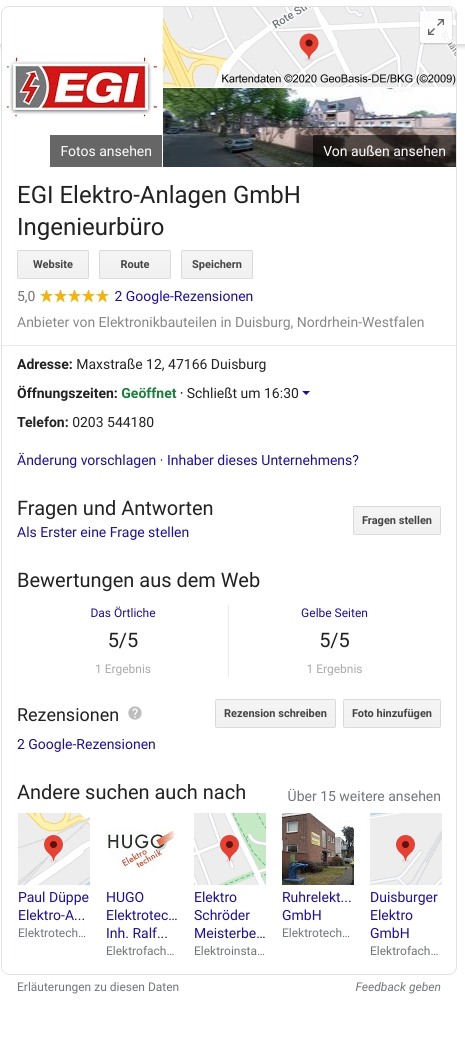 Rote Str
Kartendaten ©2020 GeoBasis-DE/BKG (©2009)
EGI
Fotos ansehen
Von außen ansehen
EGI Elektro-Anlagen GmbH
Ingenieurbüro
Website Route Speichern
5,0 2 Google-Rezensionen
Anbieter von Elektronikbauteilen in Duisburg, Nordrhein-Westfalen
Adresse: Maxstraße 12, 47166 Duisburg
Öffnungszeiten: Geöffnet · Schließt um 16:30
Telefon: 0203 544180
Änderung vorschlagen · Inhaber dieses Unternehmens?
Fragen und Antworten
Als Erster eine Frage stellen
Fragen stellen
Bewertungen aus dem Web
Das Örtliche
5/5
1 Ergebnis
Gelbe Seiten
5/5
1 Ergebnis
Rezensionen ?
Rezension schreiben Foto hinzufügen
2 Google-Rezensionen
Andere suchen auch nach
Über 15 weitere ansehen
Paul Düppe
Elektro-A...
Elektrotech...
HUGO
Elektro
technik
HUGO
Elektrotec...
Inh. Ralf...
Elektrofach...
Elektro
Schröder
Meisterbe...
Elektroinsta...
Ruhrelekt...
GmbH
Elektrotech...
Duisburger
Elektro
GmbH
Elektrofach...
Erläuterungen zu diesen Daten
Feedback geben